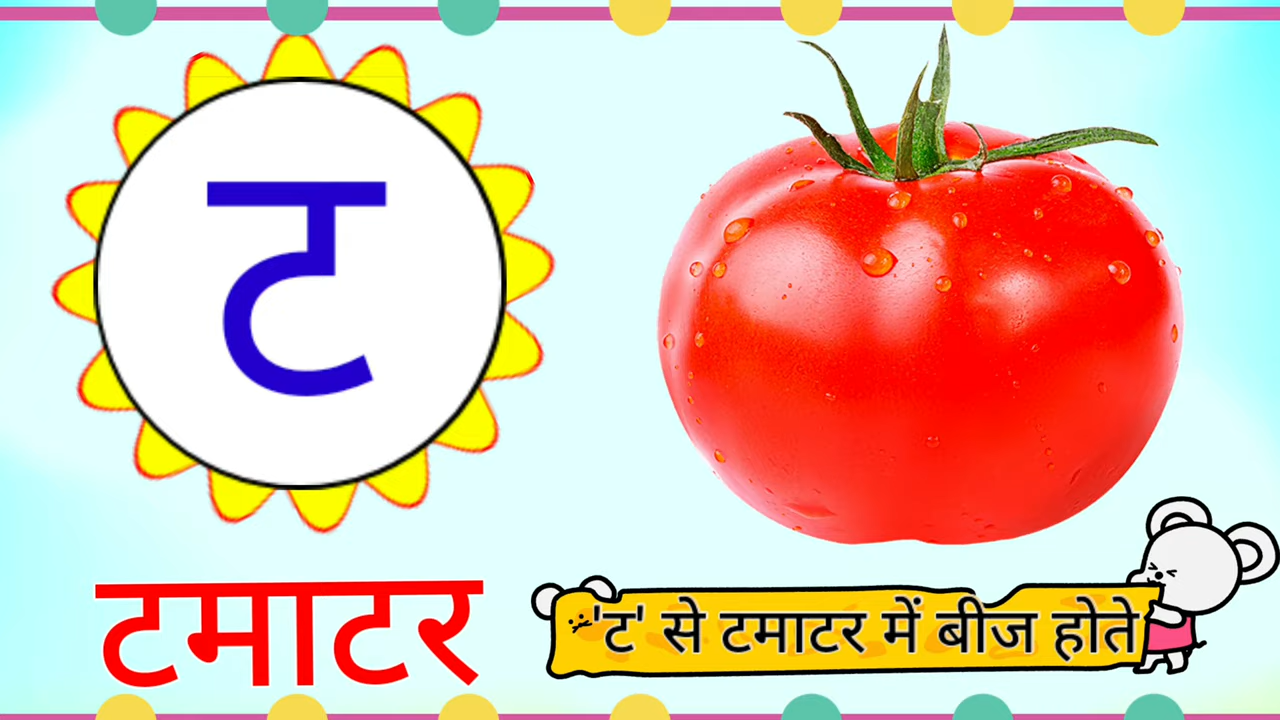 ट
टमाटर
'ट' से टमाटर में बीज होते